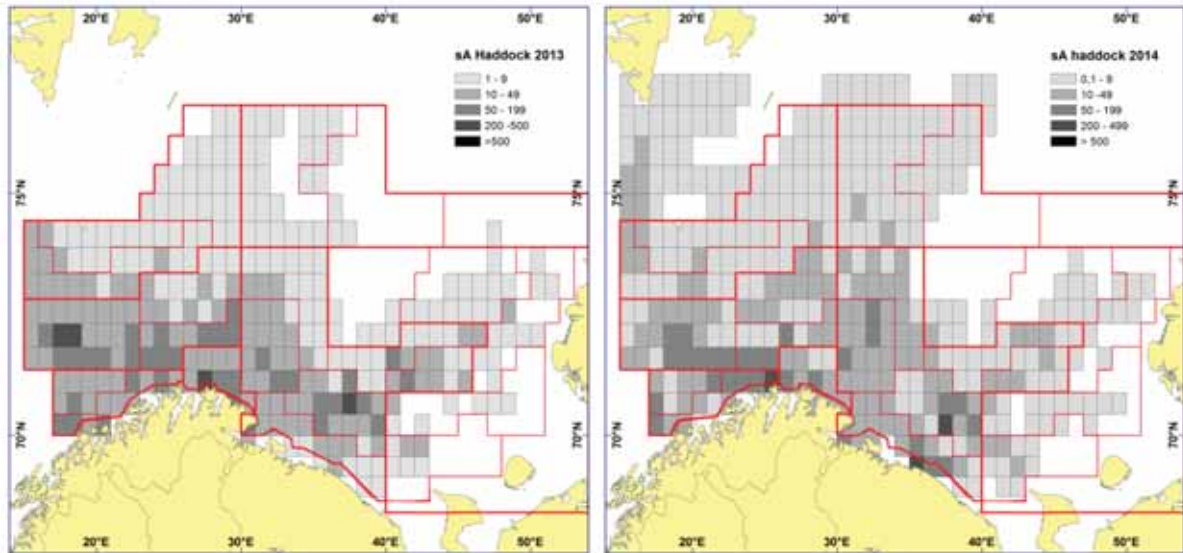 20°E 30°E 40°E 50°E
sA Haddock 2013
1 - 9
10 - 49
50 - 199
200 -500
>500
75°N 75°N
70°N 70°N
20°E 30°E 40°E 50°E
20°E 30°E 40°E 50°E
sA haddock 2014
0,1 - 9
10 -49
50 - 199
200 - 499
> 500
75°N 75°N
70°N 70°N
20°E 30°E 40°E 50°E